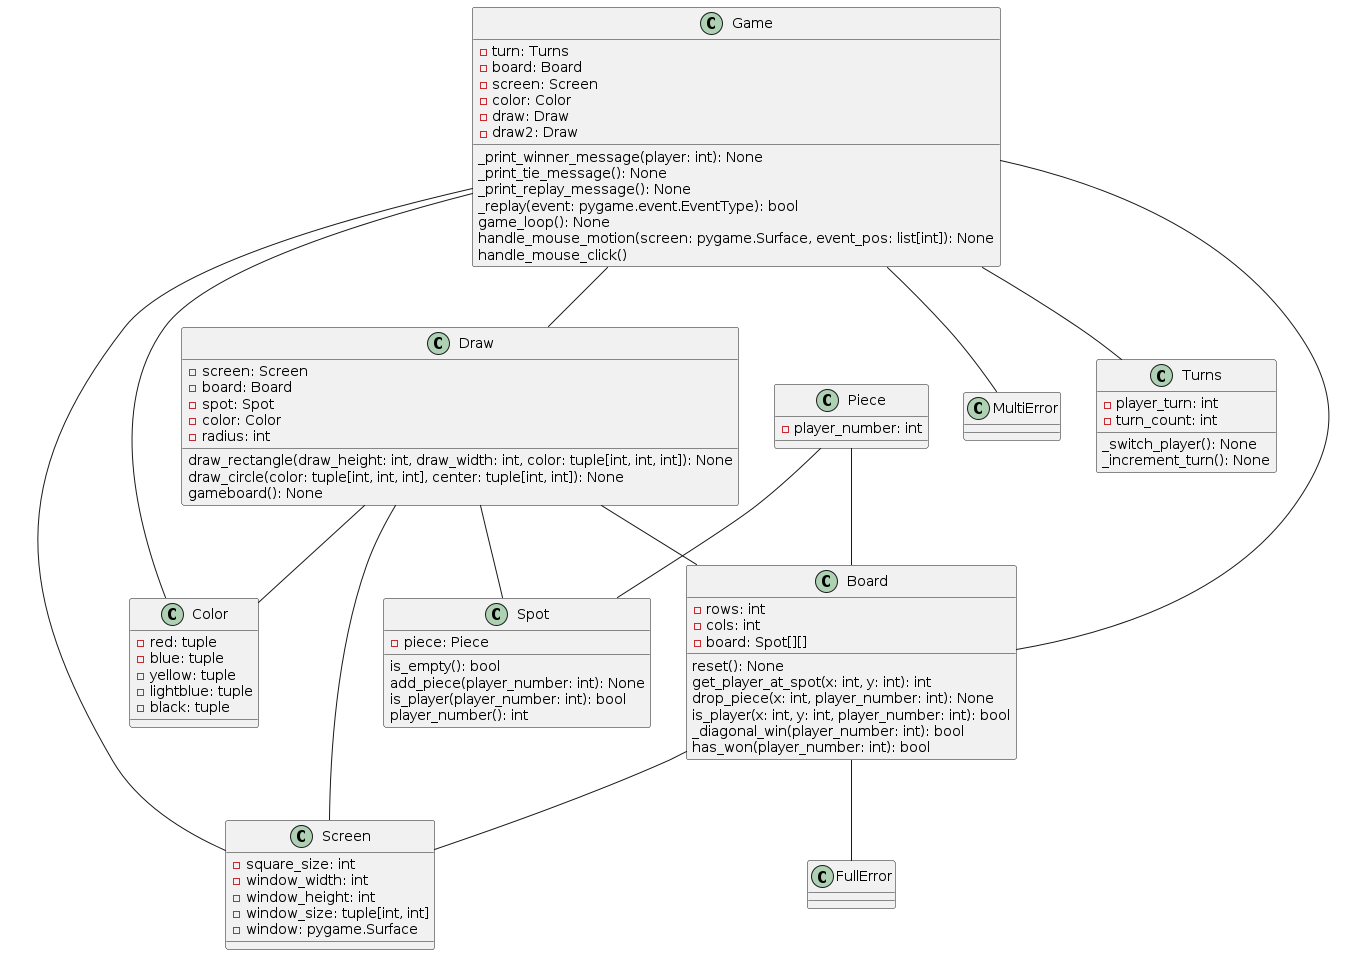 C Game
turn: Turns
board: Board
screen: Screen
color: Color
draw: Draw
draw2: Draw
_print_winner_message(player: int): None
_print_tie_message(): None
_print_replay_message(): None
_replay(event: pygame.event.EventType): bool
game_loop(): None
handle_mouse_motion(screen: pygame.Surface, event_pos: list[int]): None
handle_mouse_click()
C Draw
screen: Screen
board: Board
spot: Spot
color: Color
radius: int
draw_rectangle(draw_height: int, draw_width: int, color: tuple[int, int, int]): None
draw_circle(color: tuple[int, int, int], center: tuple[int, int]): None
gameboard(): None
C Piece
player_number: int
C MultiError
C Turns
player_turn: int
turn_count: int
_switch_player(): None
_increment_turn(): None
C Color
red: tuple
blue: tuple
yellow: tuple
lightblue: tuple
black: tuple
C Spot
piece: Piece
is_empty(): bool
add_piece(player_number: int): None
is_player(player_number: int): bool
player_number(): int
C Board
rows: int
cols: int
board: Spot[][]
reset(): None
get_player_at_spot(x: int, y: int): int
drop_piece(x: int, player_number: int): None
is_player(x: int, y: int, player_number: int): bool
_diagonal_win(player_number: int): bool
has_won(player_number: int): bool
C Screen
square_size: int
window_width: int
window_height: int
window_size: tuple[int, int]
window: pygame.Surface
C FullError